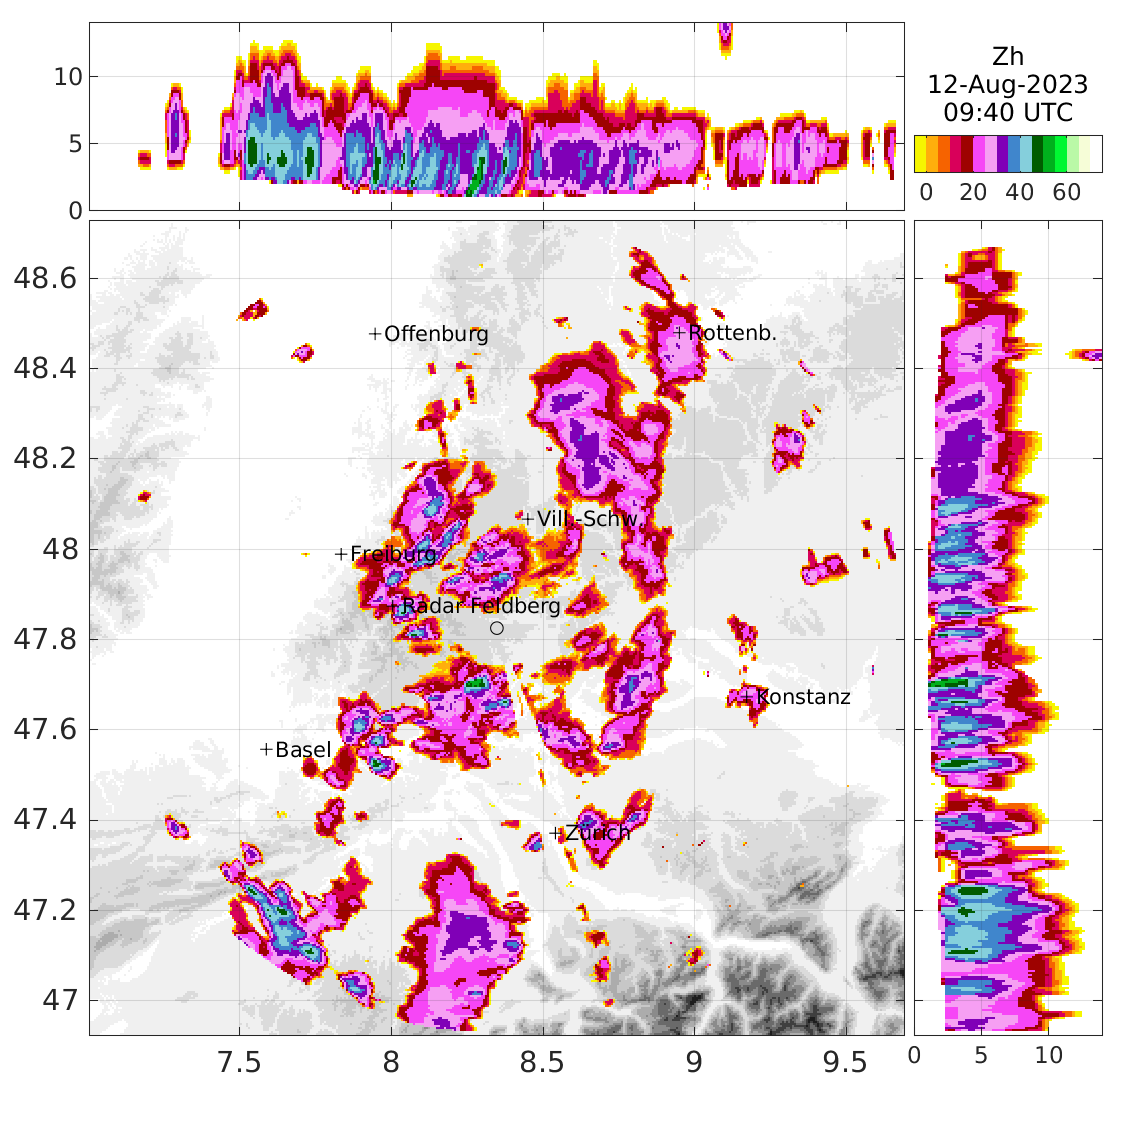 10
5
0
Zh
12-Aug-2023
09:40 UTC
0 20 40 60
48.6
48.4
48.2
48
47.8
47.6
47.4
47.2
47
+Offenburg
+Rottenb.
+Vill.-Schw.
+Freiburg
+Radar Feldberg
+Konstanz
+Basel
+Zürich
7.5 8 8.5 9 9.5
0 5 10